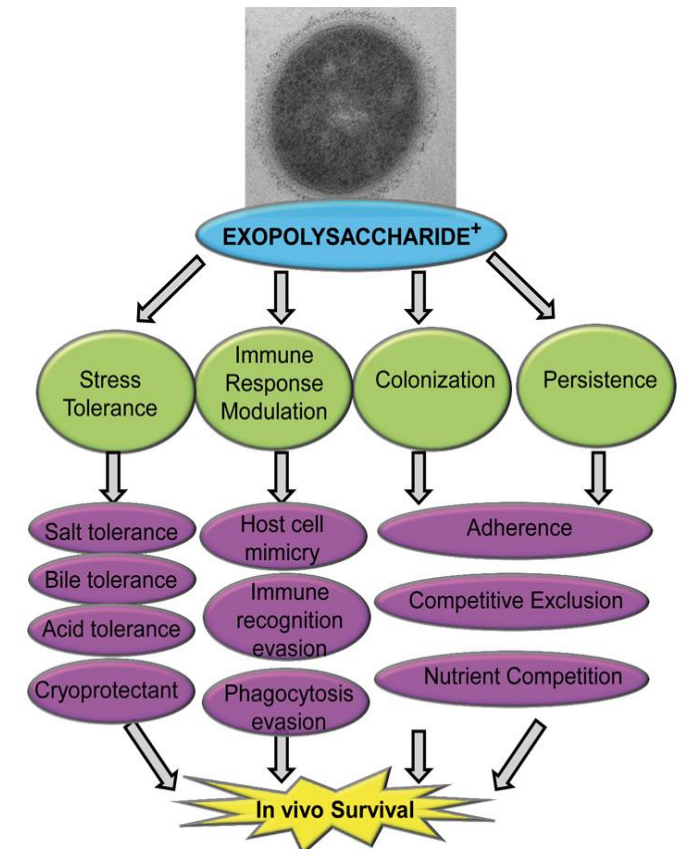 EXOPOLYSACCHARIDE+
Stress
Tolerance
Immune
Response
Modulation
Colonization
Persistence
Salt tolerance
Bile tolerance
Acid tolerance
Cryoprotectant
Host cell
mimicry
Immune
recognition
evasion
Phagocytosis
evasion
Adherence
Competitive Exclusion
Nutrient Competition
In vivo Survival